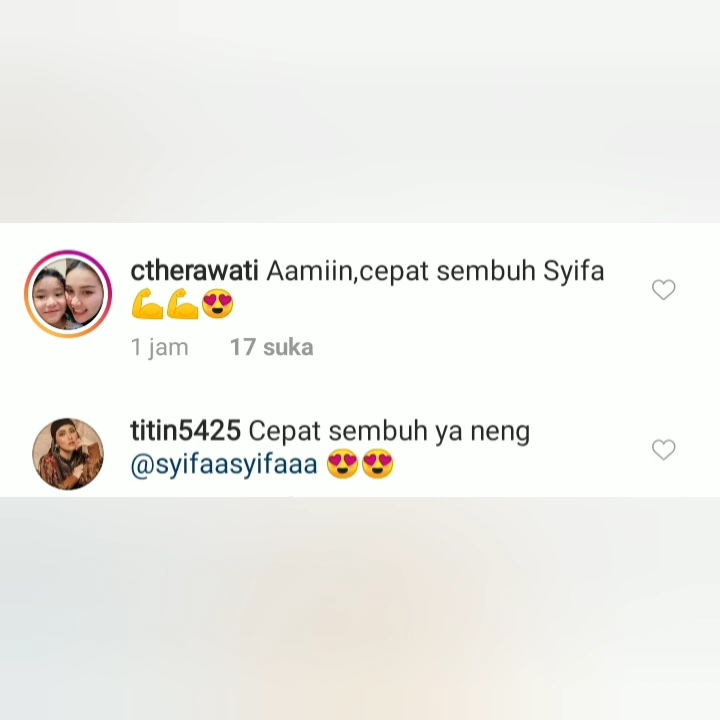 ctherawati Aamiin,cepat sembuh Syifa
💪💪😍
1 jam 17 suka
titin5425 Cepat sembuh ya neng
@syifaasyifaaa 😍😍